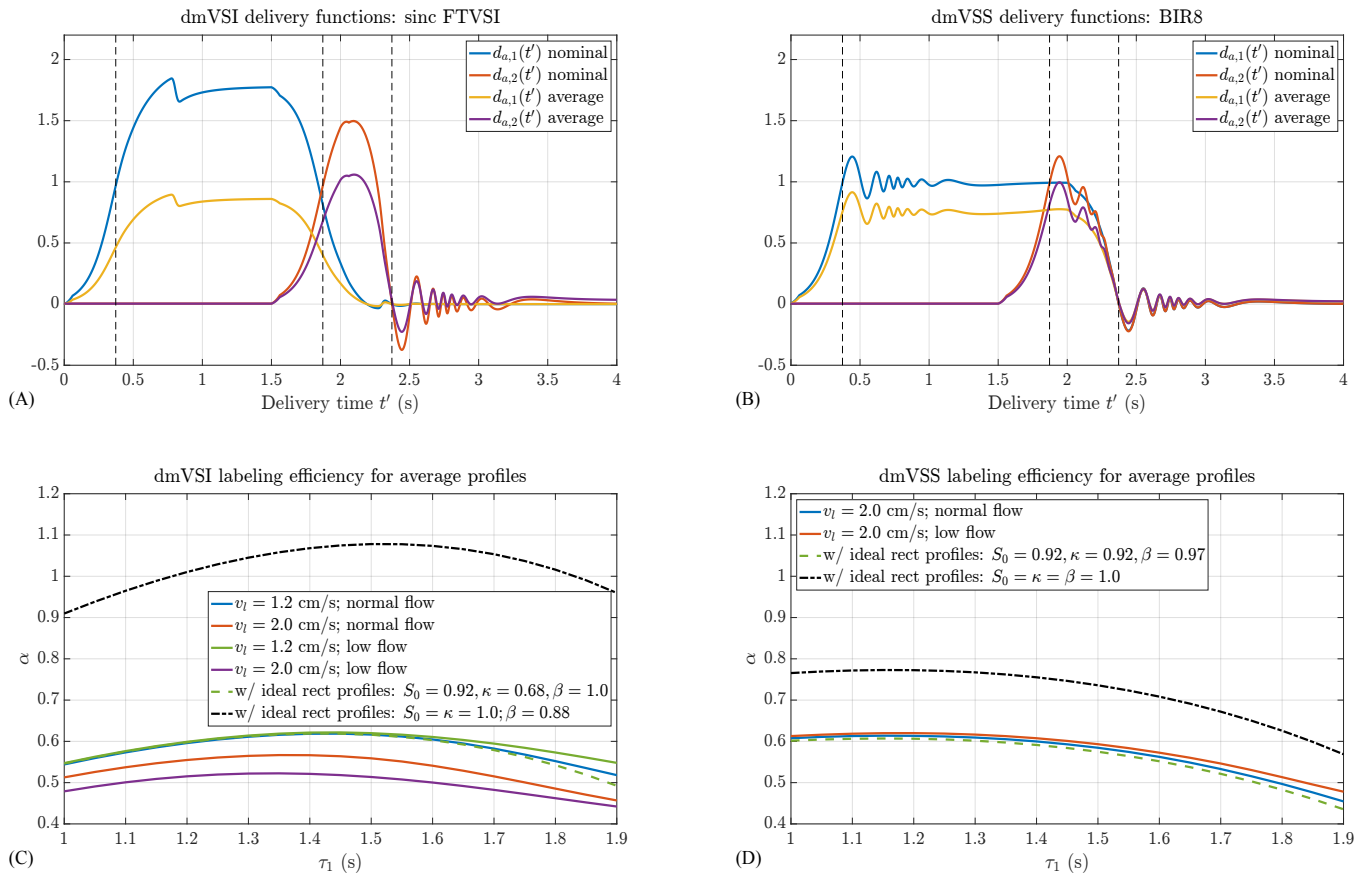 dmVSI delivery functions: sinc FTVSI
2
1.5
1
0.5
0
-0.5
d_{a,1}(t′) nominal
d_{a,2}(t′) nominal
d_{a,1}(t′) average
d_{a,2}(t′) average
0 0.5 1 1.5 2 2.5 3 3.5 4
Delivery time t′ (s)
(A)
dmVSS delivery functions: BIR8
2
1.5
1
0.5
0
-0.5
d_{a,1}(t′) nominal
d_{a,2}(t′) nominal
d_{a,1}(t′) average
d_{a,2}(t′) average
0 0.5 1 1.5 2 2.5 3 3.5 4
Delivery time t′ (s)
(B)
dmVSI labeling efficiency for average profiles
1.2
1.1
1
0.9
0.8
0.7
0.6
0.5
0.4
α
v_l = 1.2 cm/s; normal flow
v_l = 2.0 cm/s; normal flow
v_l = 1.2 cm/s; low flow
v_l = 2.0 cm/s; low flow
w/ ideal rect profiles: S_0 = 0.92, κ = 0.68, β = 1.0
w/ ideal rect profiles: S_0 = κ = 1.0; β = 0.88
1 1.1 1.2 1.3 1.4 1.5 1.6 1.7 1.8 1.9
τ_1 (s)
(C)
dmVSS labeling efficiency for average profiles
1.2
1.1
1
0.9
0.8
0.7
0.6
0.5
0.4
α
v_l = 2.0 cm/s; normal flow
v_l = 2.0 cm/s; low flow
w/ ideal rect profiles: S_0 = 0.92, κ = 0.92, β = 0.97
w/ ideal rect profiles: S_0 = κ = β = 1.0
1 1.1 1.2 1.3 1.4 1.5 1.6 1.7 1.8 1.9
τ_1 (s)
(D)